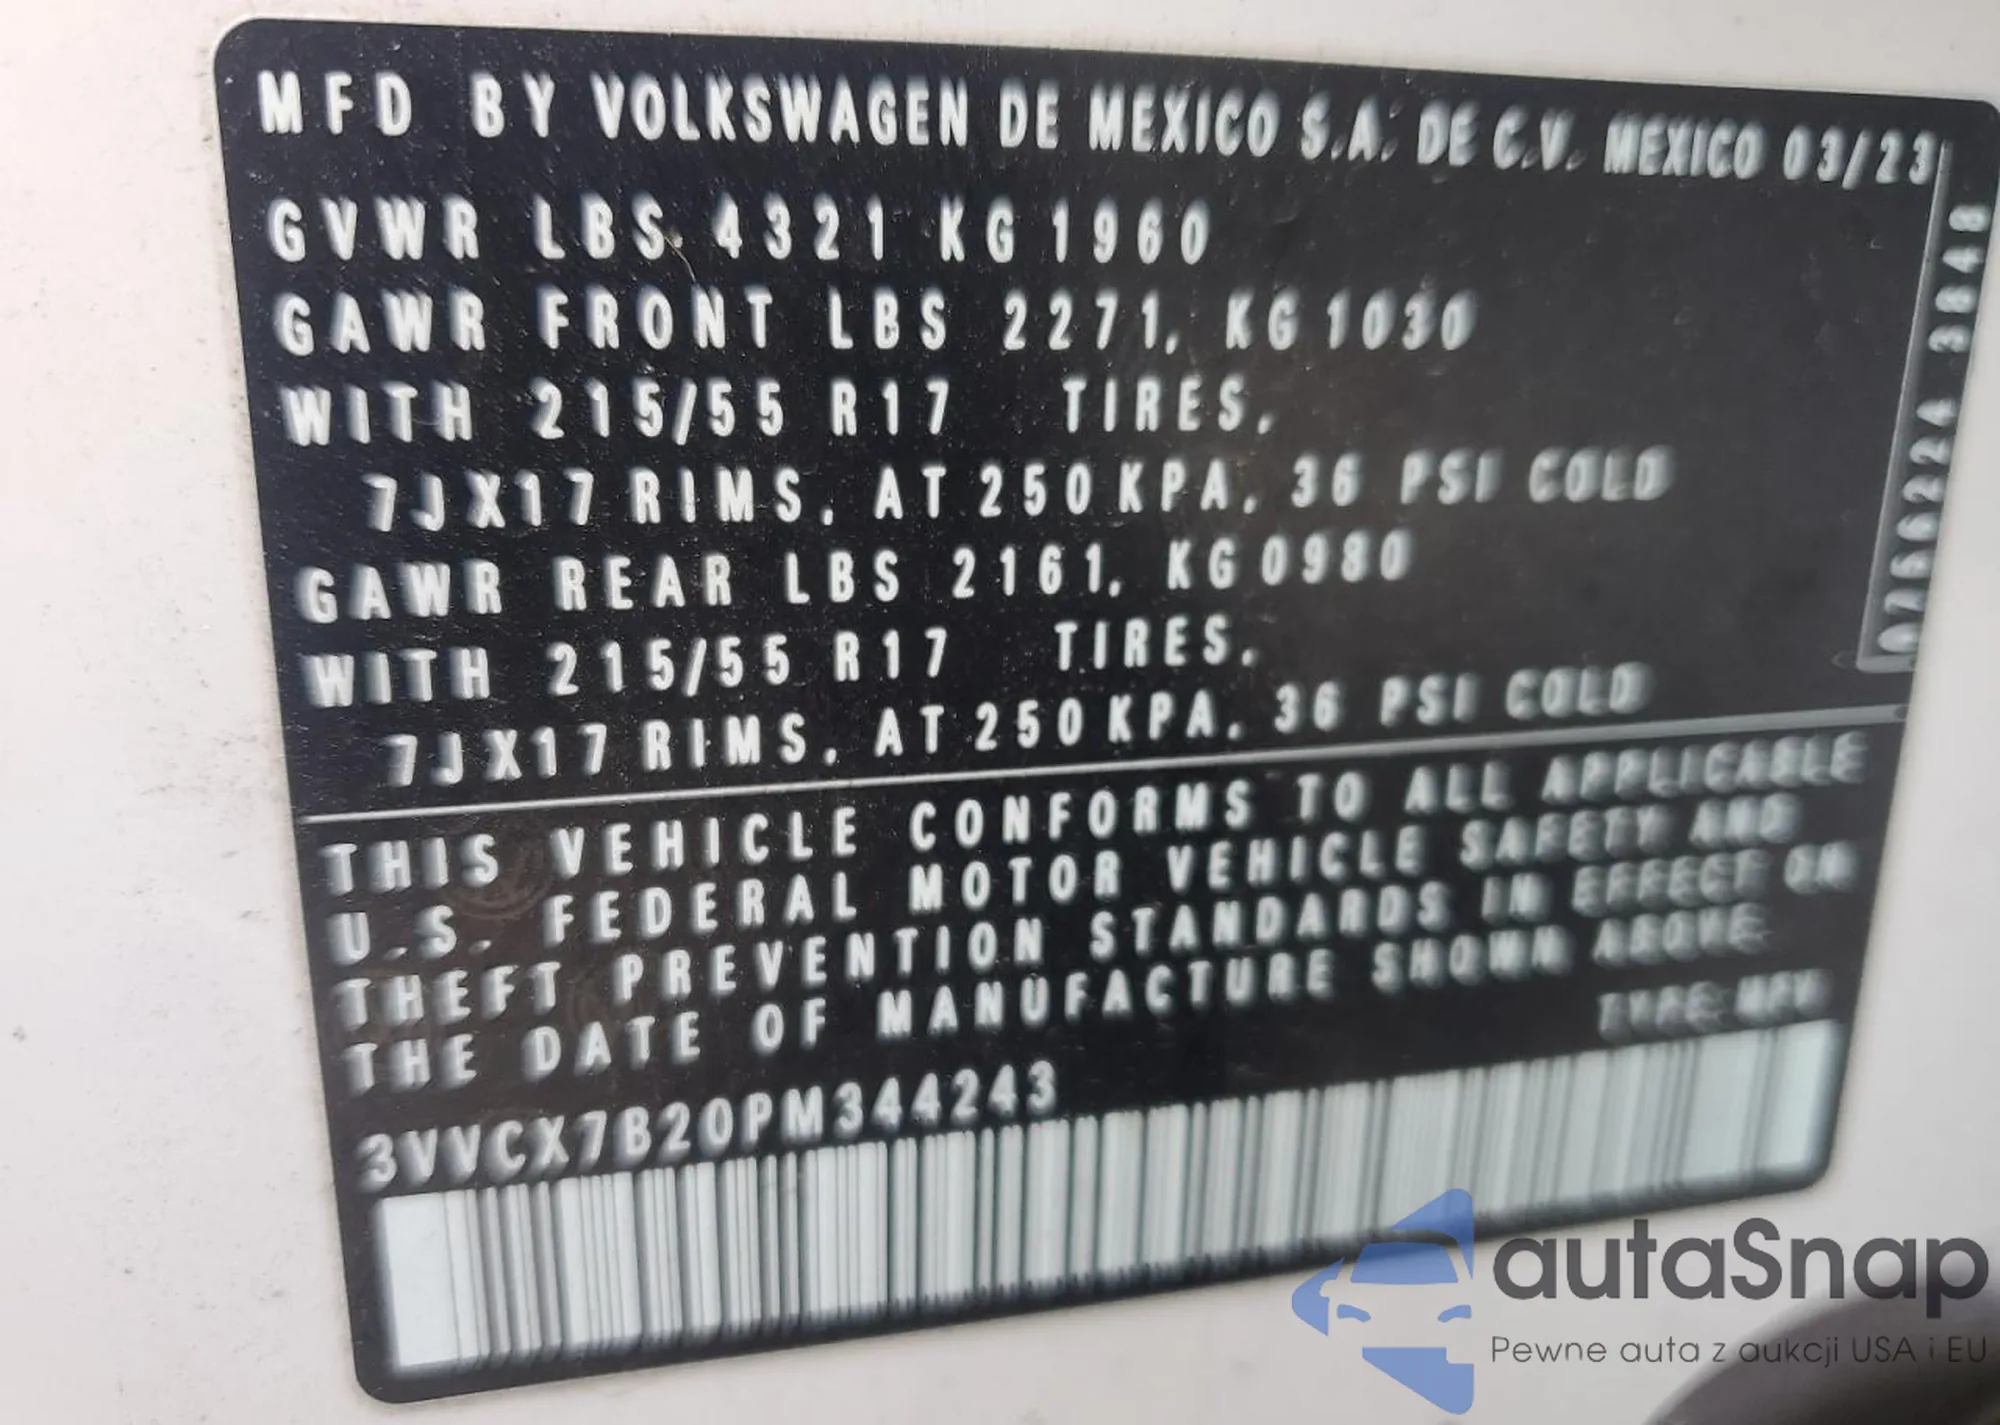 MFD BY VOLKSWAGEN DE MEXICO S.A. DE C.V. MEXICO 03/23
GVWR LBS 4321 KG 1960
GAWR FRONT LBS 2271, KG 1030
WITH 215/55 R17 TIRES,
7JX17 RIMS, AT 250 KPA, 36 PSI COLD
GAWR REAR LBS 2161, KG 0980
WITH 215/55 R17 TIRES,
7JX17 RIMS, AT 250 KPA, 36 PSI COLD
THIS VEHICLE CONFORMS TO ALL APPLICABLE
U.S. FEDERAL MOTOR VEHICLE SAFETY AND
THEFT PREVENTION STANDARDS IN EFFECT ON
THE DATE OF MANUFACTURE SHOWN ABOVE.
TYPE: MPV
3VVCX7B20PM344243
07566224 3848
autaSnap
Pewne auta z aukcji USA i EU